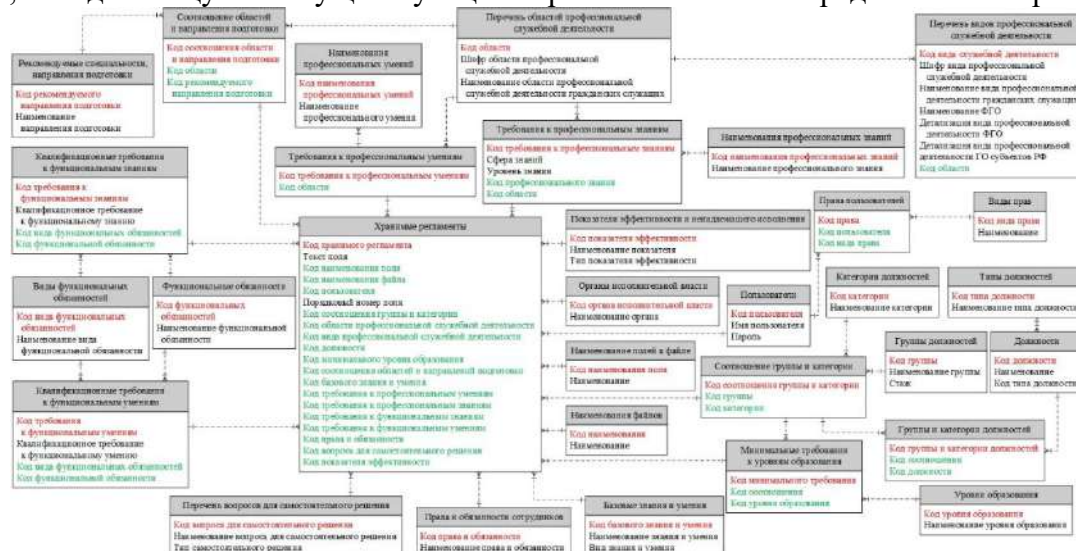 Соотношение областей
и направления подготовки
Код соотношения области
и направления подготовки
Код области
Код рекомендуемого
направления подготовки
Перечень областей профессиональной
служебной деятельности
Код области
Шифр области профессиональной
служебной деятельности
Наименование области профессиональной
служебной деятельности гражданских служащих
Перечень видов профессиональной
служебной деятельности
Код вида служебной деятельности
Шифр вида профессиональной
служебной деятельности
Наименование вида профессиональной
деятельности гражданских служащих
Наименование ФГО
Детализация вида профессиональной
деятельности ФГО
Детализация вида профессиональной
деятельности ГО субъектов РФ
Код области
Рекомендуемые специальности,
направления подготовки
Код рекомендуемого
направления подготовки
Наименование
направления подготовки
Наименования
профессиональных умений
Код наименования
профессиональных умений
Наименование
профессионального умения
Требования к профессиональным умениям
Код требования к профессиональным умениям
Код области
Требования к профессиональным знаниям
Код требования к профессиональным знаниям
Сфера знаний
Уровень знания
Код профессионального знания
Код области
Наименования профессиональных знаний
Код наименования профессиональных знаний
Наименование профессионального знания
Квалификационные требования
к функциональным знаниям
Код требования к
функциональным знаниям
Квалификационное требование
к функциональному знанию
Код вида функциональных обязанностей
Код функциональной обязанности
Хранимые регламенты
Код хранимого регламента
Текст поля
Код наименования поля
Код наименования файла
Код пользователя
Порядковый номер поля
Код соотношения группы и категории
Код области профессиональной служебной деятельности
Код вида профессиональной служебной деятельности
Код должности
Код минимального уровня образования
Код соотношения областей и направлений подготовки
Код базового знания и умения
Код требования к профессиональным умениям
Код требования к профессиональным знаниям
Код требования к функциональным знаниям
Код требования к функциональным умениям
Код права и обязанности
Код вопроса для самостоятельного решения
Код показателя эффективности
Показатели эффективности и ненадлежащего исполнения
Код показателя эффективности
Наименование показателя
Тип показателя эффективности
Права пользователей
Код права
Код пользователя
Код вида права
Виды прав
Код вида права
Наименование
Виды функциональных
обязанностей
Код вида функциональных
обязанностей
Наименование вида
функциональной обязанности
Функциональные обязанности
Код функциональных
обязанностей
Наименование функциональной
обязанности
Органы исполнительной власти
Код органа исполнительной власти
Наименование органа
Пользователи
Код пользователя
Имя пользователя
Пароль
Категории должностей
Код категории
Наименование категории
Типы должностей
Код типа должности
Наименование типа должности
Наименование полей в файле
Код наименования поля
Наименование
Соотношение группы и категории
Код соотношения группы и категории
Код группы
Код категории
Группы должностей
Код группы
Наименование группы
Стаж
Должности
Код должности
Наименование
Код типа должности
Квалификационные требования
к функциональным умениям
Код требования
к функциональным умениям
Квалификационное требование
к функциональному умению
Код вида функциональных обязанностей
Код функциональной обязанности
Наименования файлов
Код наименования
Наименование
Минимальные требования
к уровням образования
Код минимального требования
Код соотношения
Код уровня образования
Группы и категории должностей
Код группы и категории должностей
Код соотношения
Код должности
Уровни образования
Код уровня образования
Наименование уровня образования
Перечень вопросов для самостоятельного решения
Код вопроса для самостоятельного решения
Наименование вопроса для самостоятельного решения
Тип самостоятельного решения
Права и обязанности сотрудников
Код права и обязанности
Наименование права и обязанности
Базовые знания и умения
Код базового знания и умения
Наименование знания и умения
Вид знания и умения